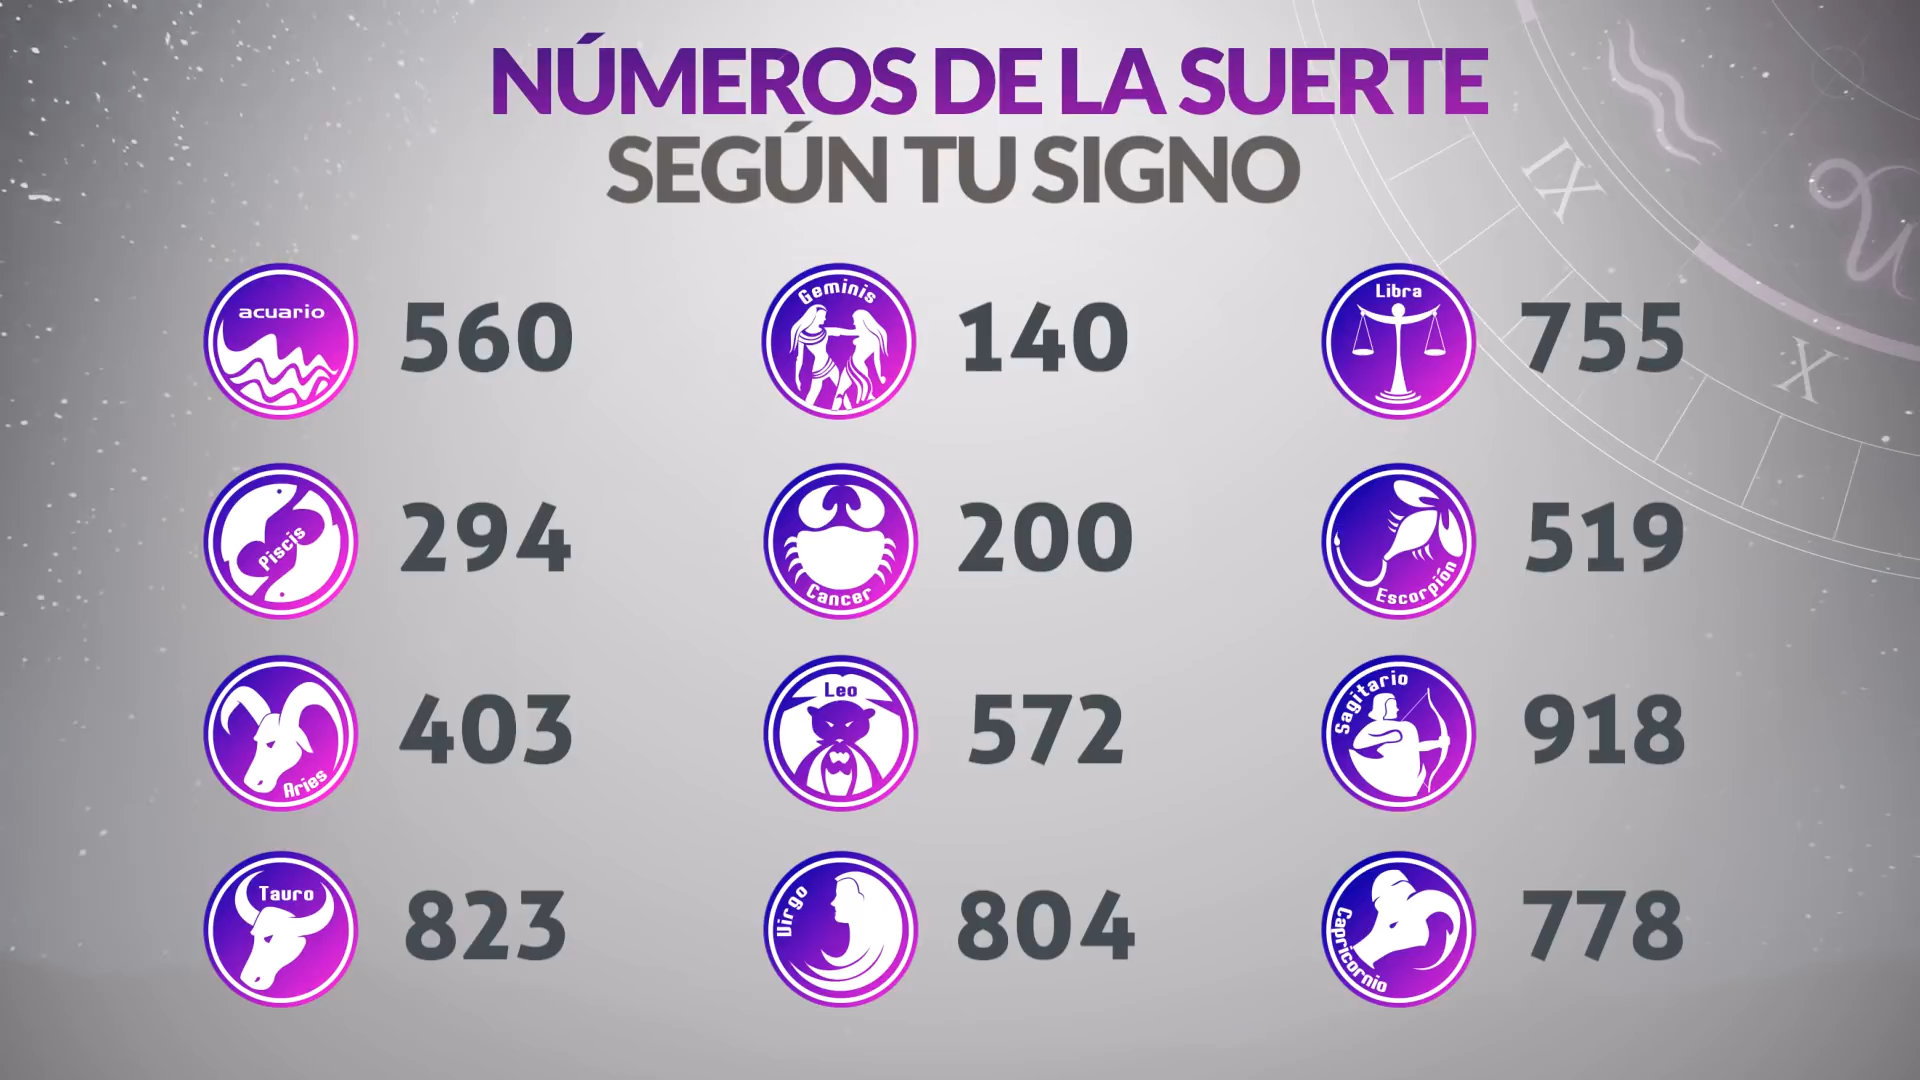 NÚMEROS DE LA SUERTE
SEGÚN TU SIGNO
acuario 560
Geminis 140
Libra 755
Piscis 294
Cancer 200
Escorpión 519
Aries 403
Leo 572
Sagitario 918
Tauro 823
Virgo 804
Capricornio 778
IX
X